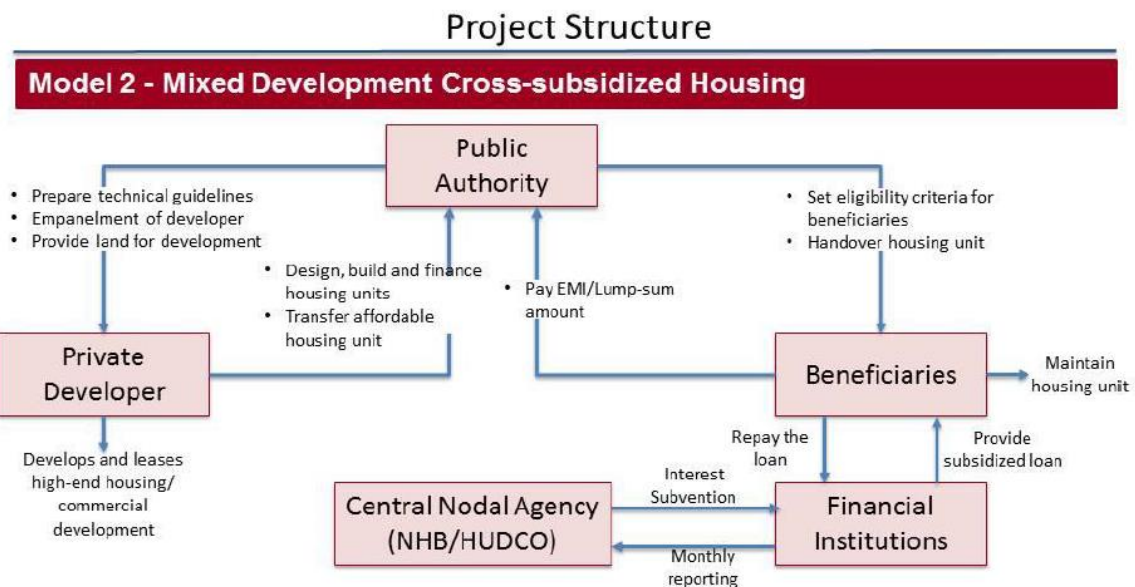 Project Structure
Model 2 - Mixed Development Cross-subsidized Housing
Public
Authority
• Prepare technical guidelines
• Empanelment of developer
• Provide land for development
• Set eligibility criteria for
beneficiaries
• Handover housing unit
• Design, build and finance
housing units
• Transfer affordable
housing unit
• Pay EMI/Lump-sum
amount
Private
Developer
Beneficiaries
Maintain
housing unit
Develops and leases
high-end housing/
commercial
development
Repay the
loan
Provide
subsidized loan
Interest
Subvention
Central Nodal Agency
(NHB/HUDCO)
Financial
Institutions
Monthly
reporting